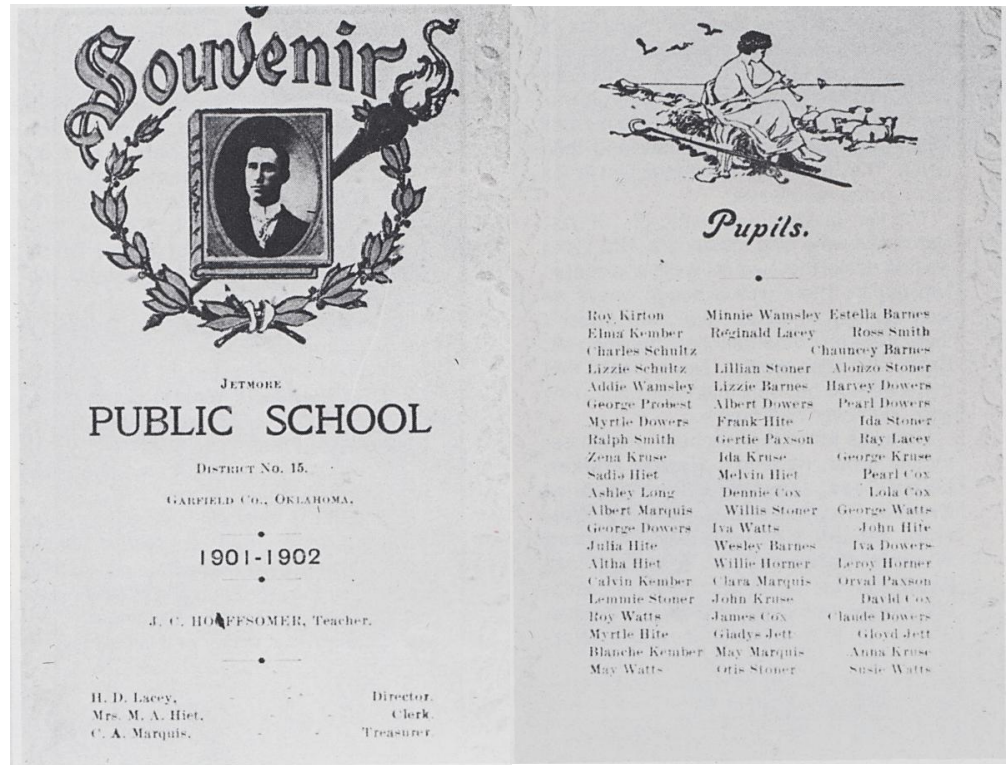 Souvenir
JETMORE
PUBLIC SCHOOL
DISTRICT No. 15.
GARFIELD CO., OKLAHOMA.
1901-1902
J. C. HOUFFSOMER, Teacher.
H. D. Lacey, - - Director.
Mrs. M. A. Hiet. - - Clerk.
C. A. Marquis. - - Treasurer.
Pupils.
Roy Kirton Minnie Wamsley Estella Barnes
Elma Kember Reginald Lacey Ross Smith
Charles Schultz Chauncey Barnes
Lizzie Schultz Lillian Stoner Alonzo Stoner
Addie Wamsley Lizzie Barnes Harvey Dowers
George Probest Albert Dowers Pearl Dowers
Myrtle Dowers Frank Hite Ida Stoner
Ralph Smith Gertie Paxson Ray Lacey
Zena Kruse Ida Kruse George Kruse
Sadie Hiet Melvin Hiet Pearl Cox
Ashley Long Dennie Cox Lola Cox
Albert Marquis Willis Stoner George Watts
George Dowers Iva Watts John Hite
Julia Hite Wesley Barnes Iva Dowers
Altha Hiet Willie Horner Leroy Horner
Calvin Kember Clara Marquis Orval Paxson
Lemmie Stoner John Kruse David Cox
Roy Watts James Cox Claude Dowers
Myrtle Hite Gladys Jett Gloyd Jett
Blanche Kember May Marquis Anna Kruse
May Watts Otis Stoner Susie Watts